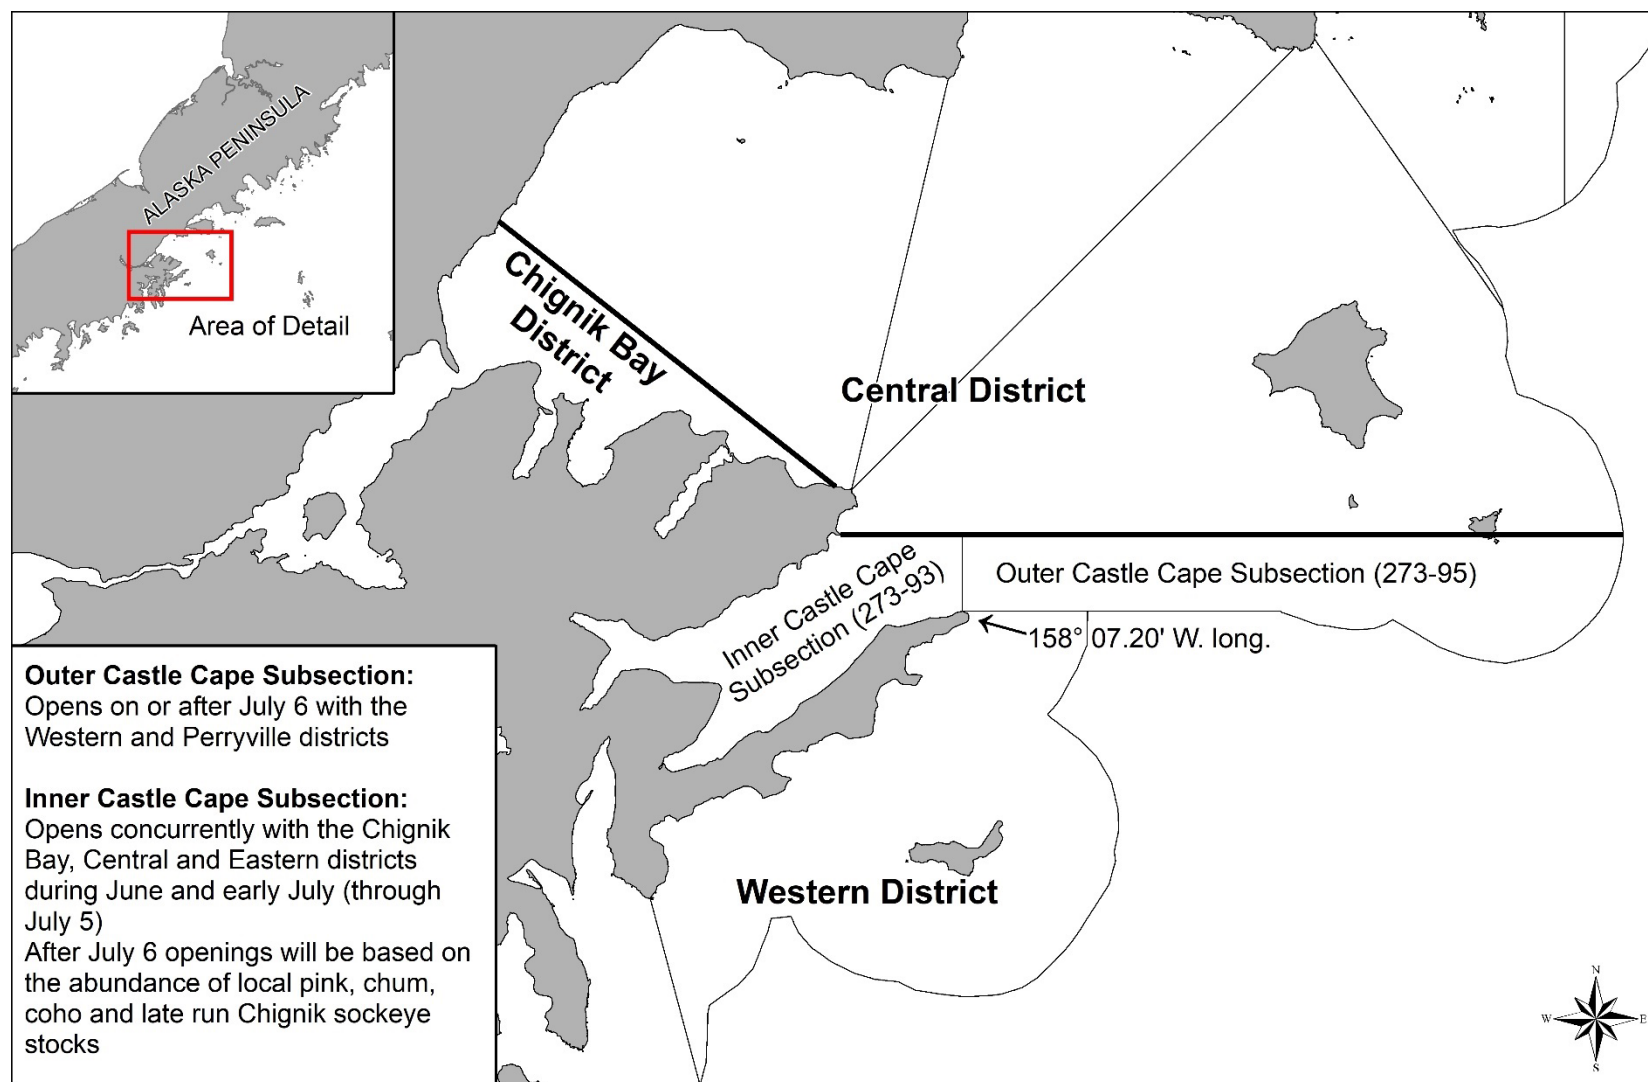 ALASKA PENINSULA
Area of Detail
Chignik Bay
District
Central District
Inner Castle Cape
Subsection (273-93)
Outer Castle Cape Subsection (273-95)
158° 07.20' W. long.
Western District
Outer Castle Cape Subsection:
Opens on or after July 6 with the
Western and Perryville districts
Inner Castle Cape Subsection:
Opens concurrently with the Chignik
Bay, Central and Eastern districts
during June and early July (through
July 5)
After July 6 openings will be based on
the abundance of local pink, chum,
coho and late run Chignik sockeye
stocks
N
W
E
S